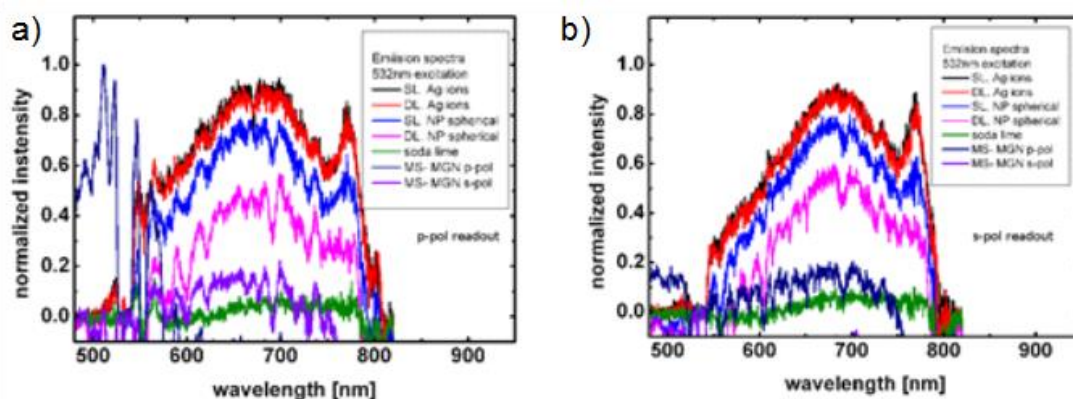 a)
normalized instensity
1.0
0.8
0.6
0.4
0.2
0.0
Emission spectra
532nm excitation
SL. Ag ions
DL. Ag ions
SL. NP spherical
DL. NP spherical
soda lime
MS- MGN p-pol
MS- MGN s-pol
p-pol readout
500 600 700 800 900
wavelength [nm]
b)
normalized intensity
1.0
0.8
0.6
0.4
0.2
0.0
Emission spectra
532nm excitation
SL. Ag ions
DL. Ag ions
SL. NP spherical
DL. NP spherical
soda lime
MS- MGN p-pol
MS- MGN s-pol
s-pol readout
500 600 700 800 900
wavelength [nm]